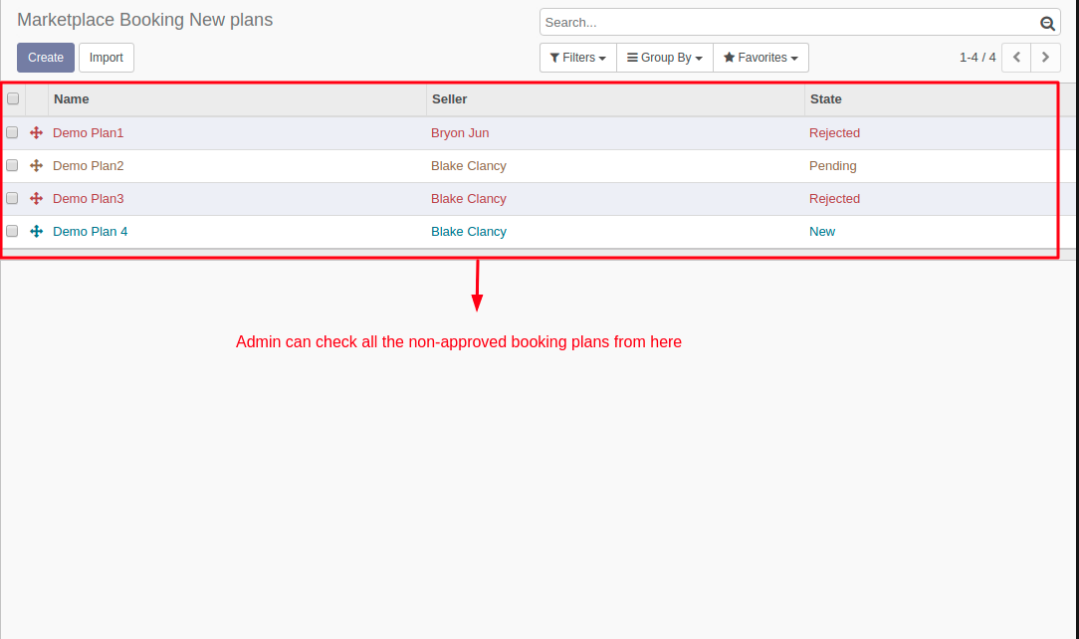 Marketplace Booking New plans
Search...
Create Import
Filters Group By Favorites 1-4 / 4
Name Seller State
Demo Plan1 Bryon Jun Rejected
Demo Plan2 Blake Clancy Pending
Demo Plan3 Blake Clancy Rejected
Demo Plan 4 Blake Clancy New
Admin can check all the non-approved booking plans from here